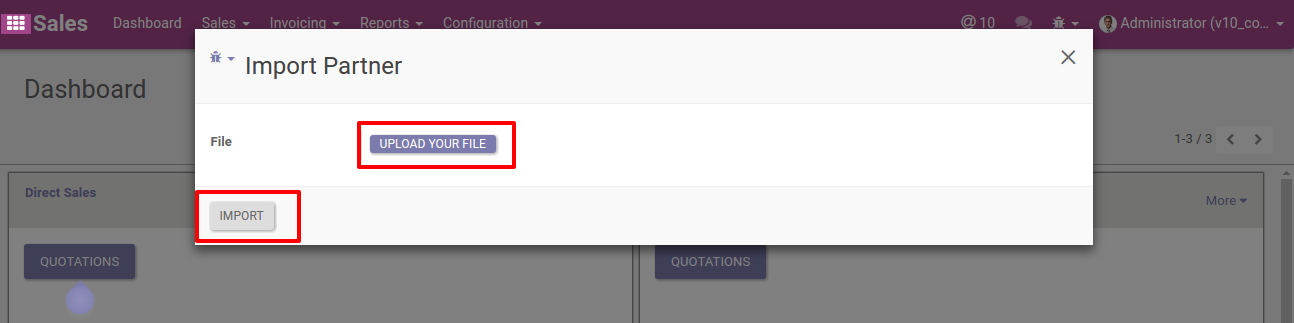 Sales Dashboard Sales Invoicing Reports Configuration @ 10 Administrator (v10_co...
Import Partner
Dashboard
File UPLOAD YOUR FILE
1-3 / 3
Direct Sales
More
IMPORT
QUOTATIONS QUOTATIONS